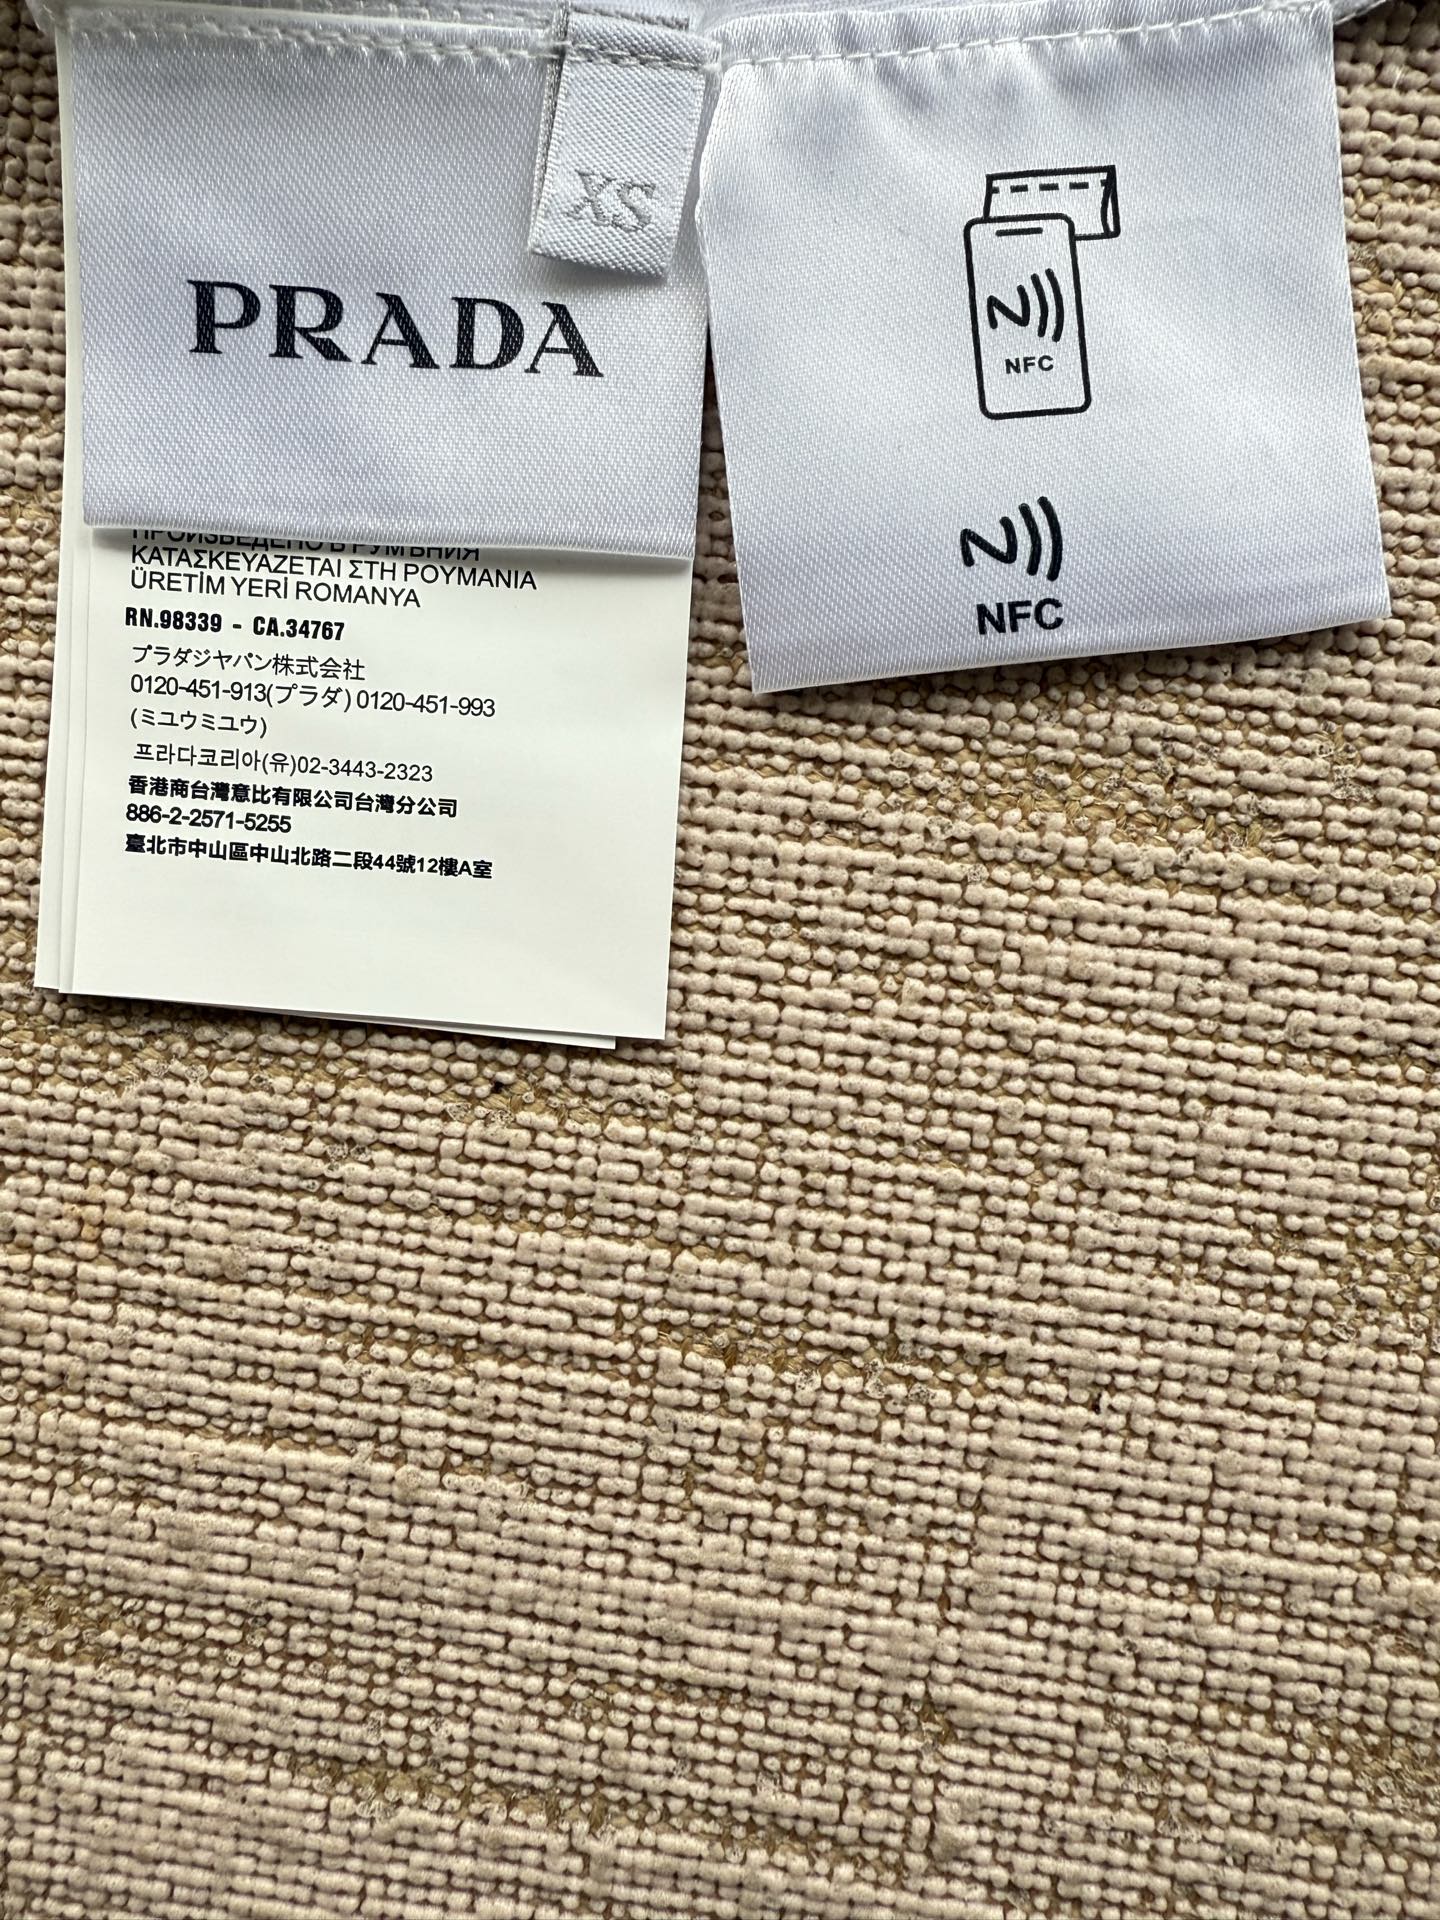 XS
PRADA
ПРОИЗВЕДЕНО В РУМЪНИЯ
ΚΑΤΑΣΚΕΥΑΖΕΤΑΙ ΣΤΗ ΡΟΥΜΑΝΙΑ
ÜRETİM YERİ ROMANYA
RN.98339 - CA.34767
プラダジヤパン株式会社
0120-451-913(プラダ) 0120-451-993
(ミユウミユウ)
프라다코리아(유)02-3443-2323
香港商台灣意比有限公司台灣分公司
886-2-2571-5255
臺北市中山區中山北路二段44號12樓A室
NFC
NFC